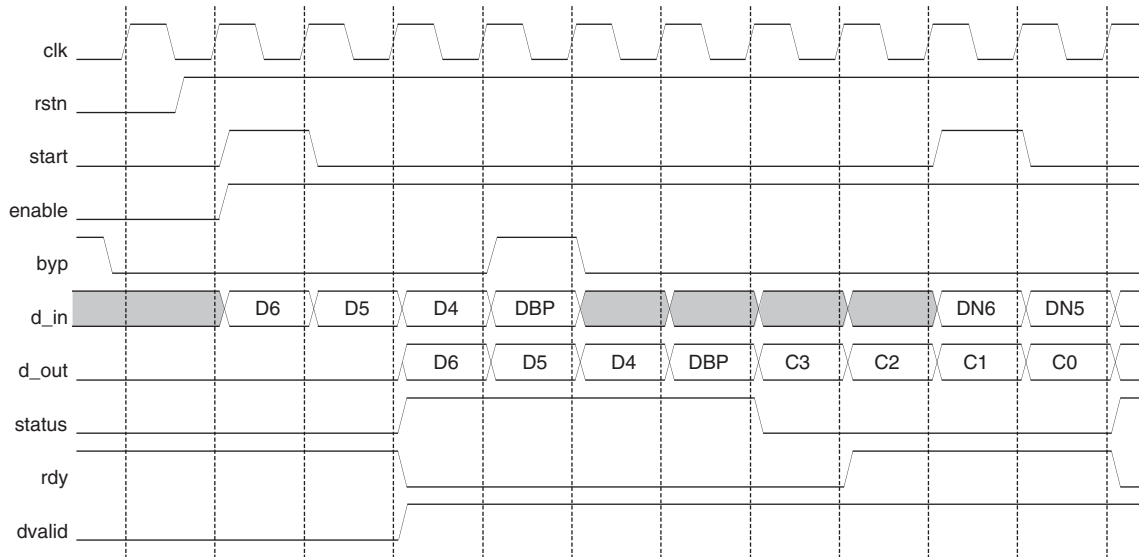 clk
rstn
start
enable
byp
d_in D6 D5 D4 DBP DN6 DN5
d_out D6 D5 D4 DBP C3 C2 C1 C0
status
rdy
dvalid